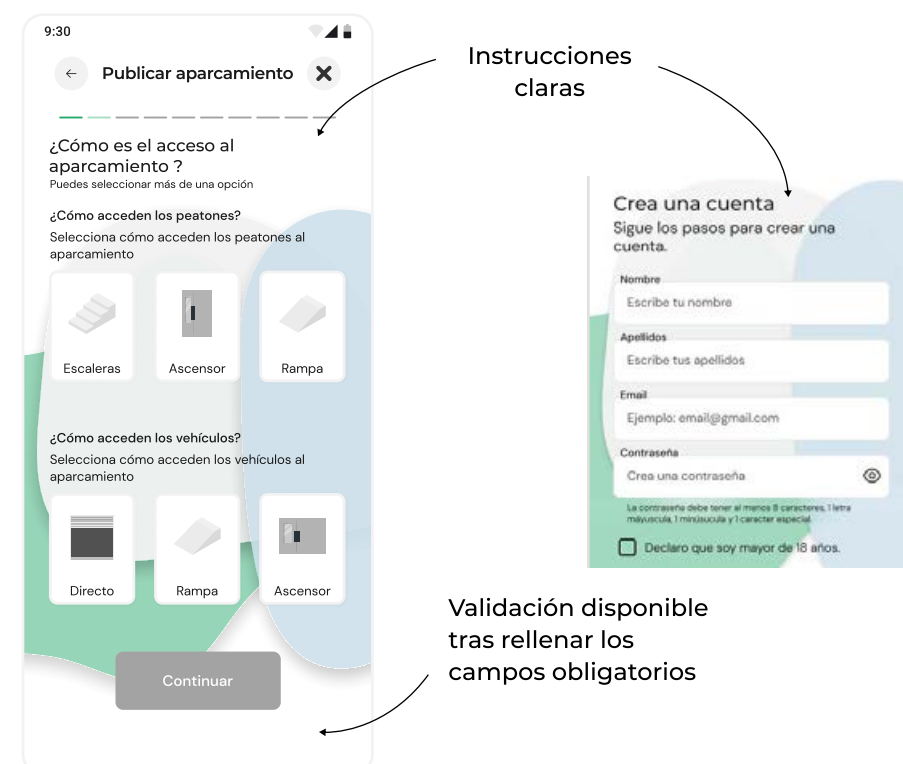 9:30
Publicar aparcamiento
¿Cómo es el acceso al
aparcamiento ?
Puedes seleccionar más de una opción
¿Cómo acceden los peatones?
Selecciona cómo acceden los peatones al
aparcamiento
Escaleras
Ascensor
Rampa
¿Cómo acceden los vehículos?
Selecciona cómo acceden los vehículos al
aparcamiento
Directo
Rampa
Ascensor
Continuar
Instrucciones
claras
Crea una cuenta
Sigue los pasos para crear una
cuenta.
Nombre
Escribe tu nombre
Apellidos
Escribe tus apellidos
Email
Ejemplo: email@gmail.com
Contraseña
Crea una contraseña
La contraseña debe tener al menos 8 caracteres, 1 letra
mayuscula, 1 minúsucula y 1 caracter especial.
Declaro que soy mayor de 18 años.
Validación disponible
tras rellenar los
campos obligatorios